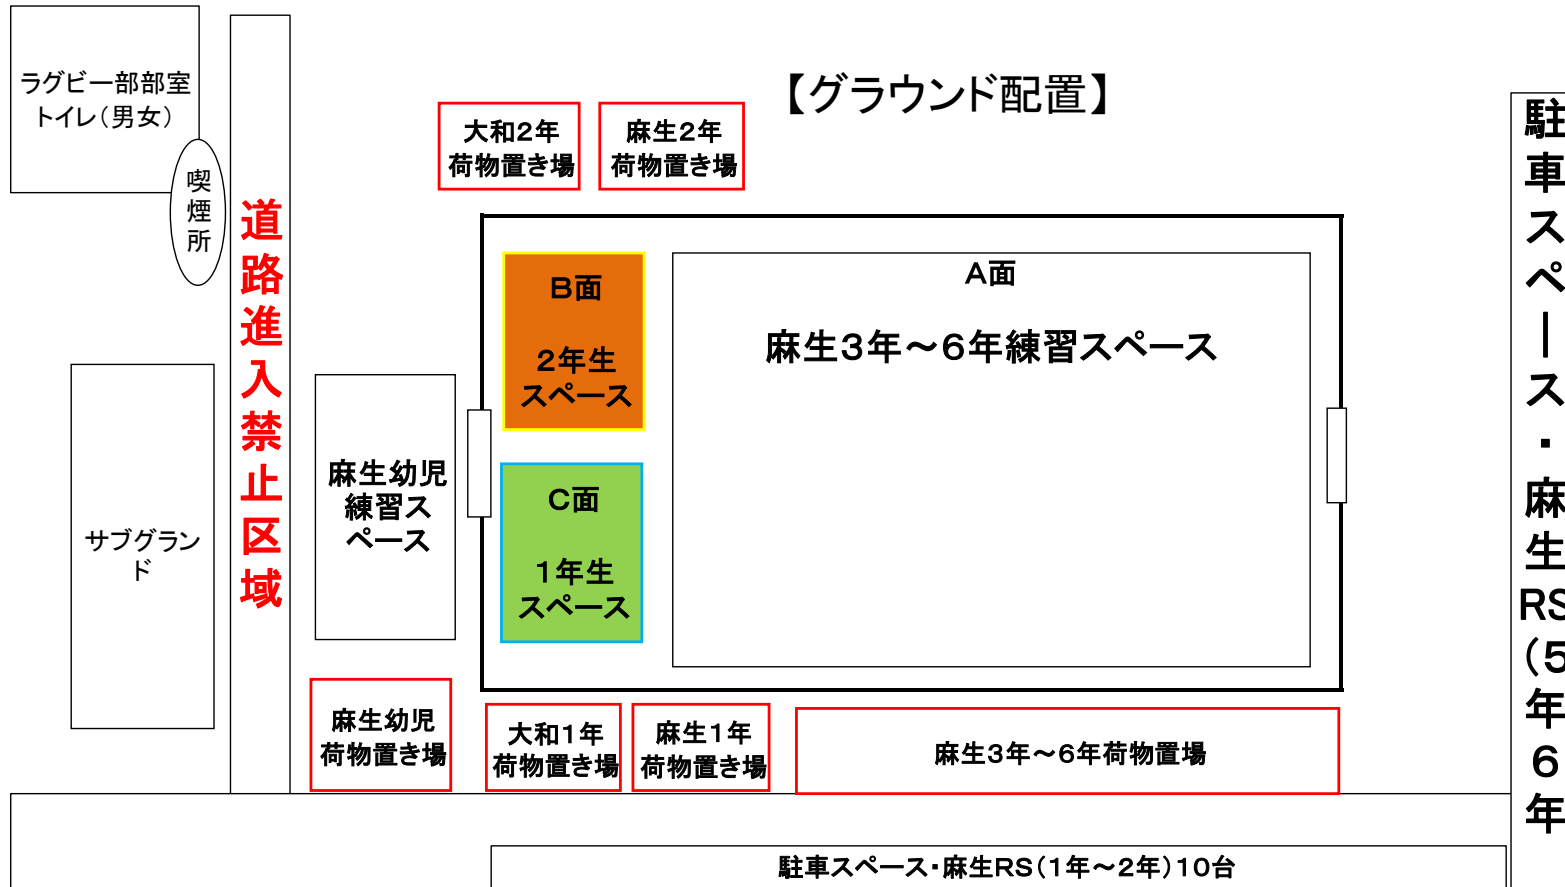 【グラウンド配置】
ラグビー部部室
トイレ（男女）
喫煙所
道路進入禁止区域
サブグランド
大和２年
荷物置き場
麻生２年
荷物置き場
B面
２年生
スペース
C面
１年生
スペース
A面
麻生３年～６年練習スペース
麻生幼児
練習ス
ペース
麻生幼児
荷物置き場
大和１年
荷物置き場
麻生１年
荷物置き場
麻生３年～６年荷物置場
駐車スペース・麻生RS（１年～２年）１０台
駐車スペース・麻生RS（５年６年